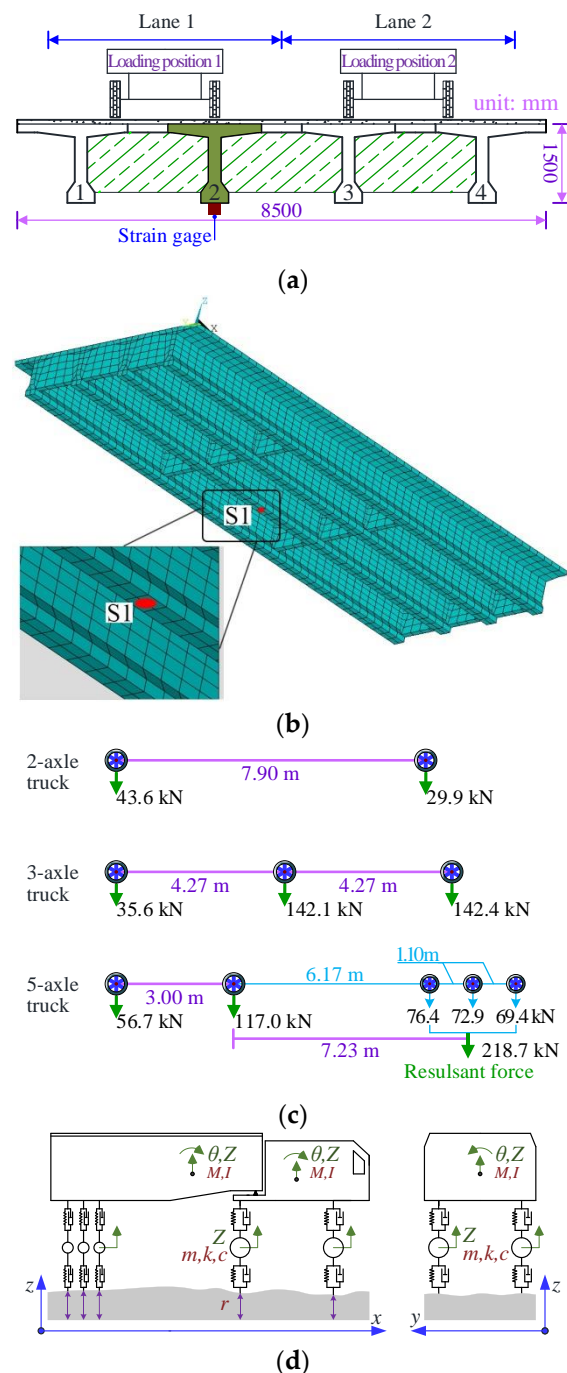 Lane 1 Lane 2
Loading position 1 Loading position 2
unit: mm
1 2 3 4
1500
8500
Strain gage
(a)
z
Y X
S1
S1
(b)
2-axle
truck
7.90 m
43.6 kN 29.9 kN
3-axle
truck
4.27 m 4.27 m
35.6 kN 142.1 kN 142.4 kN
5-axle
truck
1.10m
6.17 m
3.00 m
56.7 kN 117.0 kN 76.4 72.9 69.4 kN
7.23 m 218.7 kN
Resulsant force
(c)
θ,Z θ,Z θ,Z
M,I M,I M,I
Z Z
m,k,c m,k,c
z r x y z
(d)